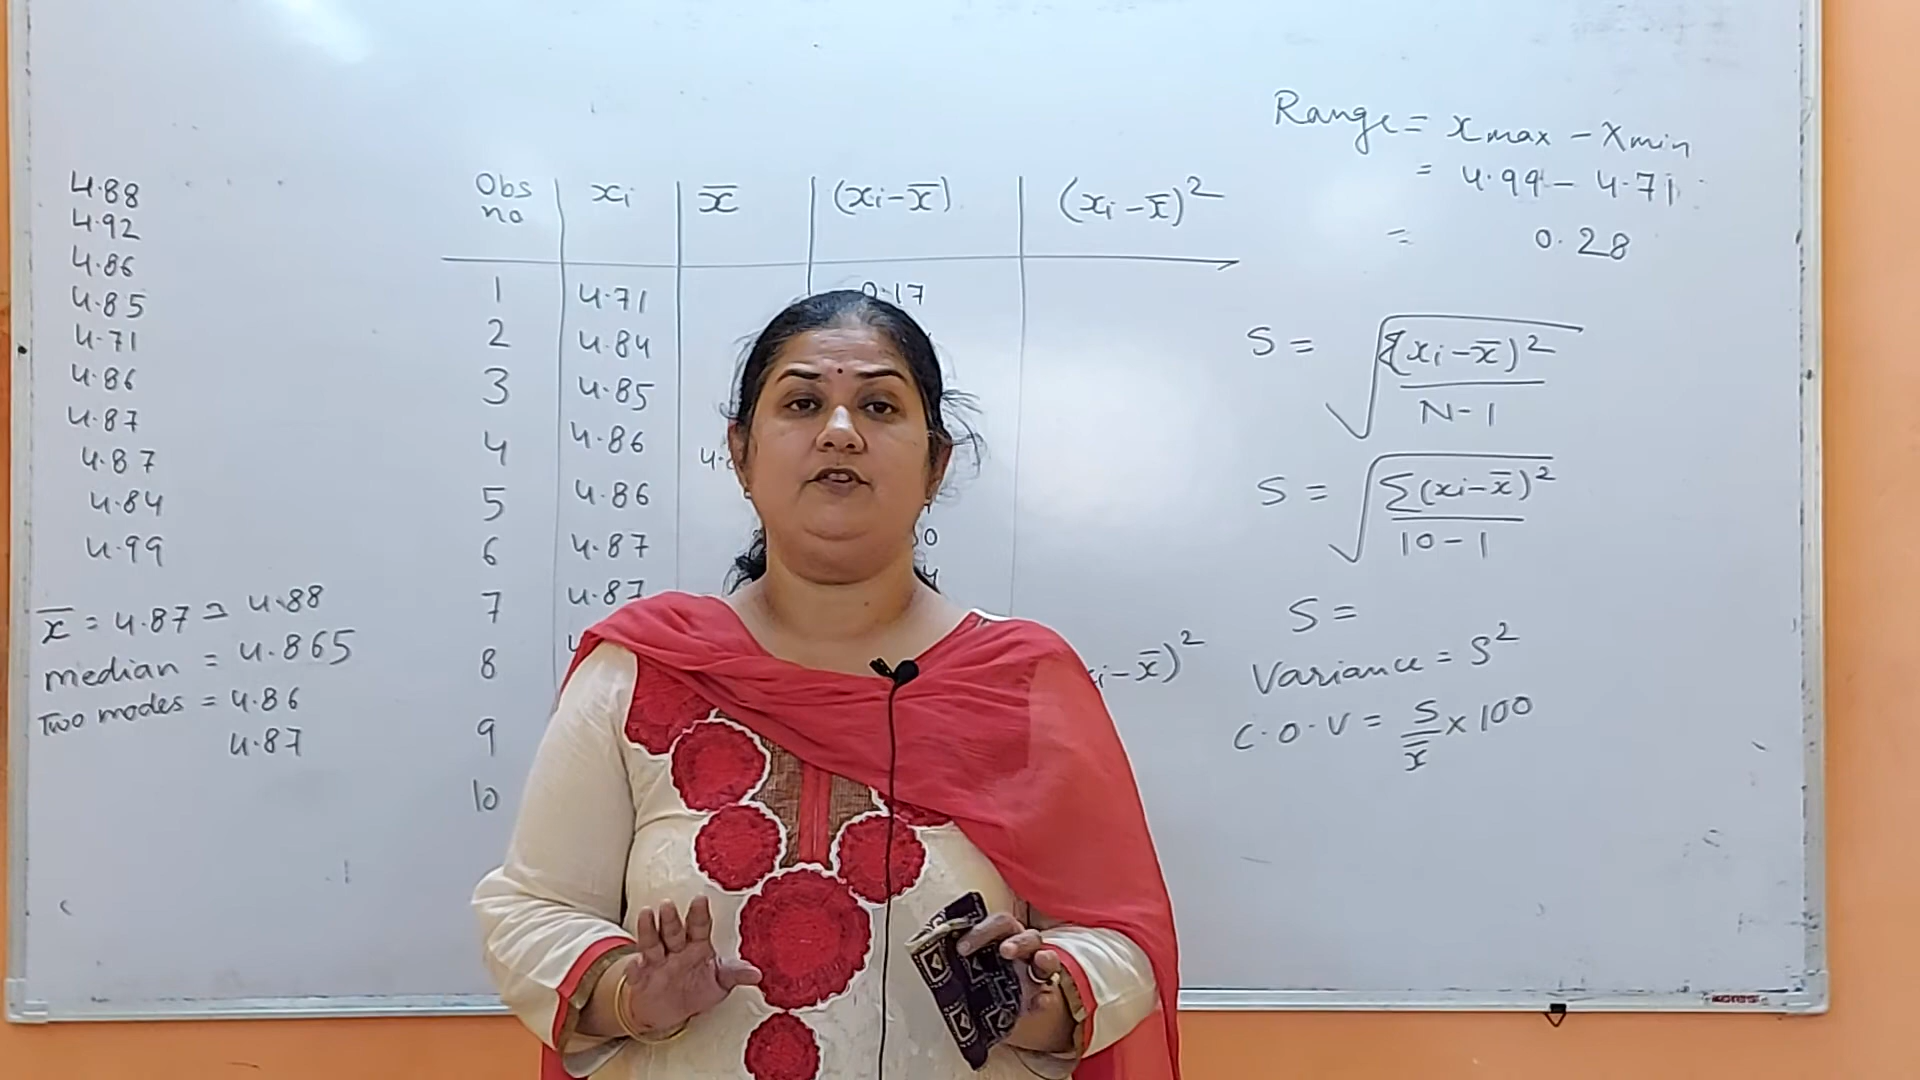 4.88
4.92
4.86
4.85
4.71
4.86
4.87
4.87
4.84
4.99
x̄ = 4.87 ≃ 4.88
median = 4.865
Two modes = 4.86
4.87
Obs no | xi | x̄ | (xi-x̄) | (xi-x̄)²
1 4.71 0.17
2 4.84
3 4.85
4 4.86
5 4.86
6 4.87
7 4.87
8
9
10
Range = xmax - xmin
= 4.99 - 4.71
= 0.28
S = √(Σ(xi-x̄)² / N-1)
S = √(Σ(xi-x̄)² / 10-1)
S =
Variance = S²
C.O.V = S/x̄ × 100